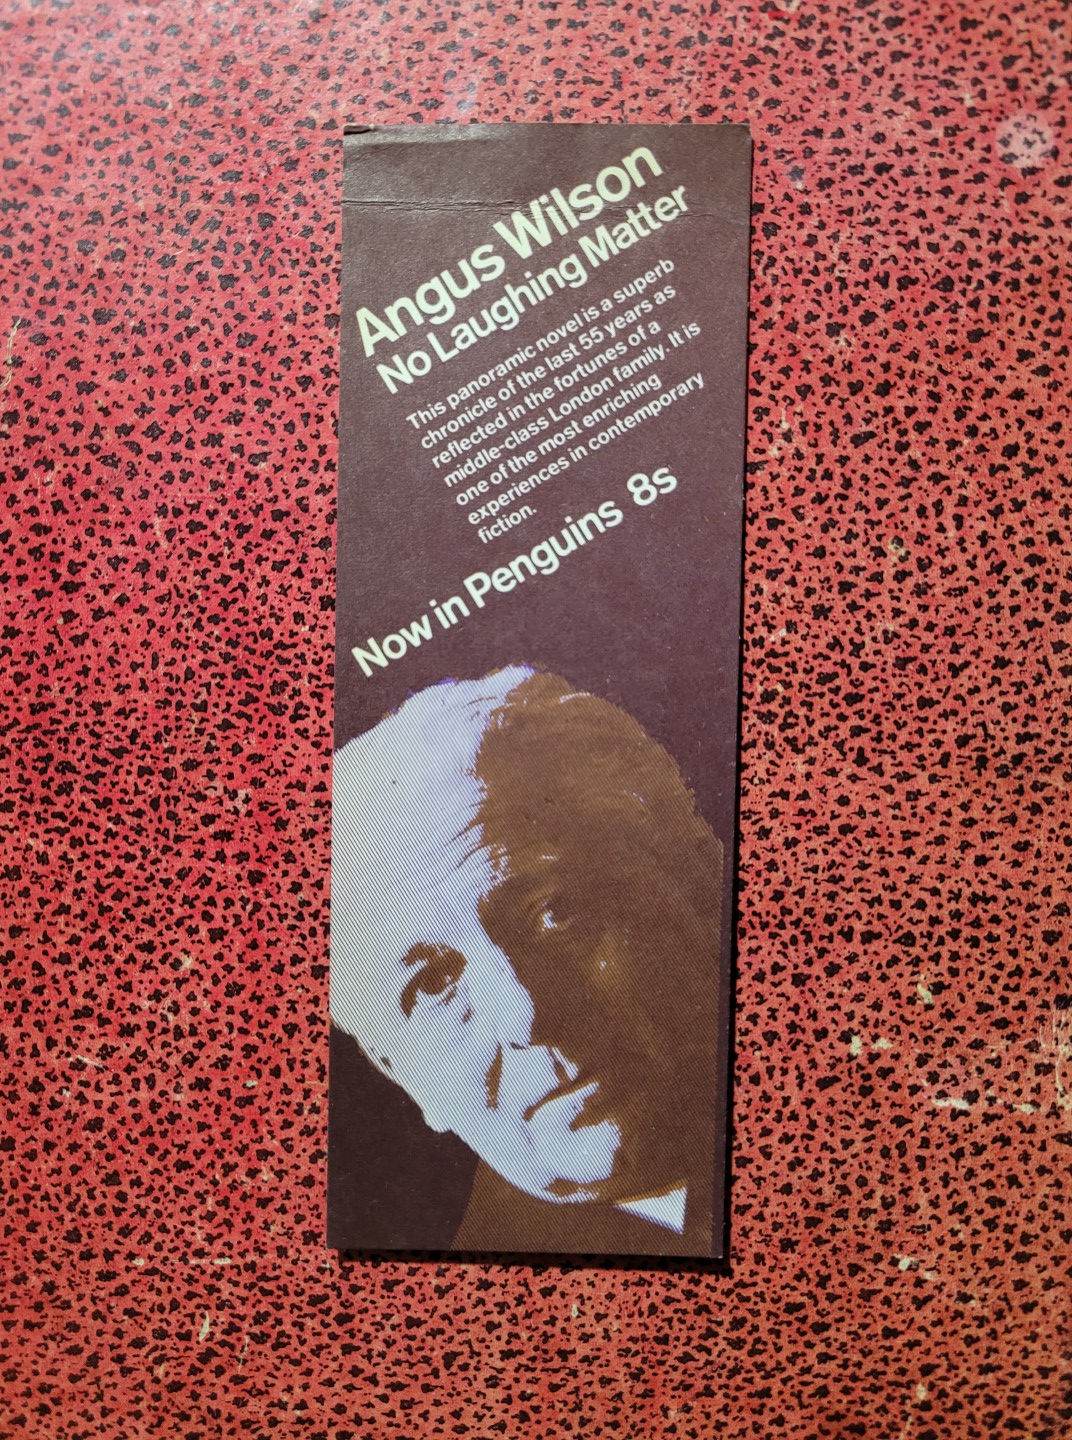 Angus Wilson
No Laughing Matter
This panoramic novel is a superb
chronicle of the last 55 years as
reflected in the fortunes of a
middle-class London family. It is
one of the most enriching
experiences in contemporary
fiction.
Now in Penguins 8s